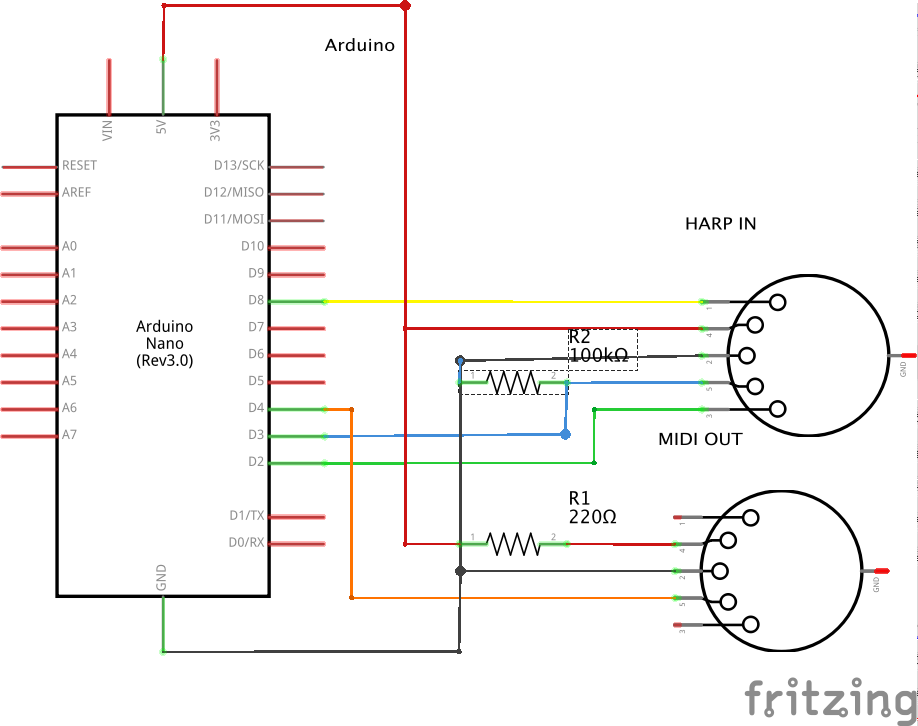 Arduino
VIN
5V
3V3
RESET
AREF
A0
A1
A2
A3
A4
A5
A6
A7
Arduino
Nano
(Rev3.0)
D13/SCK
D12/MISO
D11/MOSI
D10
D9
D8
D7
D6
D5
D4
D3
D2
D1/TX
D0/RX
GND
HARP IN
1
4
2
5
3
GND
R2
100kΩ
1
2
MIDI OUT
R1
220Ω
1
2
1
4
2
5
3
GND
fritzing